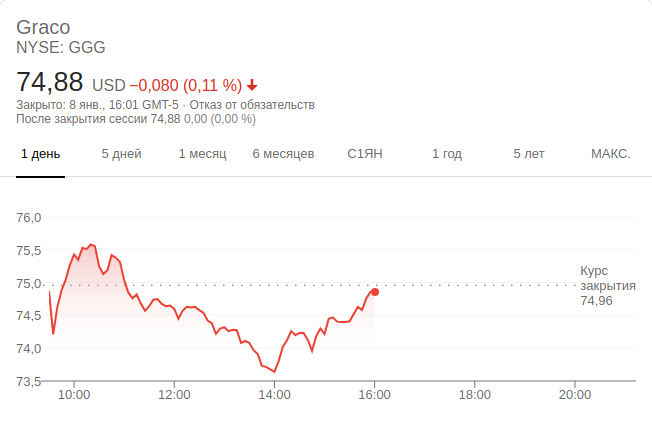 Graco
NYSE: GGG
74,88 USD −0,080 (0,11 %)
Закрыто: 8 янв., 16:01 GMT-5 · Отказ от обязательств
После закрытия сессии 74,88 0,00 (0,00 %)
1 день 5 дней 1 месяц 6 месяцев С1ЯН 1 год 5 лет МАКС.
76,0
75,5
75,0
74,5
74,0
73,5
Курс
закрытия
74,96
10:00 12:00 14:00 16:00 18:00 20:00